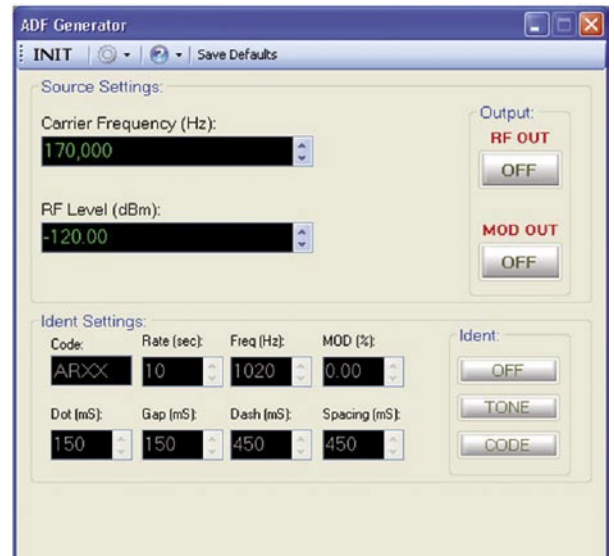 ADF Generator
INIT Save Defaults
Source Settings:
Carrier Frequency (Hz):
170,000
RF Level (dBm):
-120.00
Output:
RF OUT
OFF
MOD OUT
OFF
Ident Settings:
Code: Rate (sec): Freq (Hz): MOD (%):
ARXX 10 1020 0.00
Dot (mS): Gap (mS): Dash (mS): Spacing (mS):
150 150 450 450
Ident:
OFF
TONE
CODE